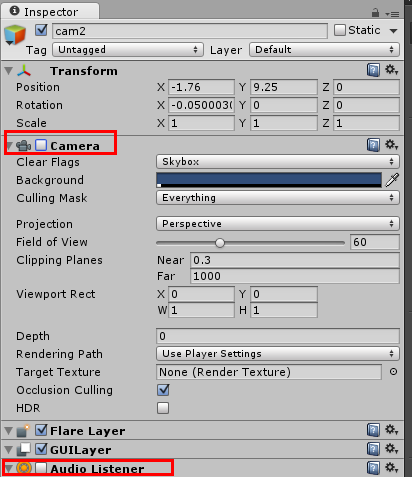 Inspector
cam2 Static
Tag Untagged Layer Default
Transform
Position X -1.76 Y 9.25 Z 0
Rotation X -0.0500030 Y 0 Z 0
Scale X 1 Y 1 Z 1
Camera
Clear Flags Skybox
Background
Culling Mask Everything
Projection Perspective
Field of View 60
Clipping Planes Near 0.3
Far 1000
Viewport Rect X 0 Y 0
W 1 H 1
Depth 0
Rendering Path Use Player Settings
Target Texture None (Render Texture)
Occlusion Culling
HDR
Flare Layer
GUILayer
Audio Listener